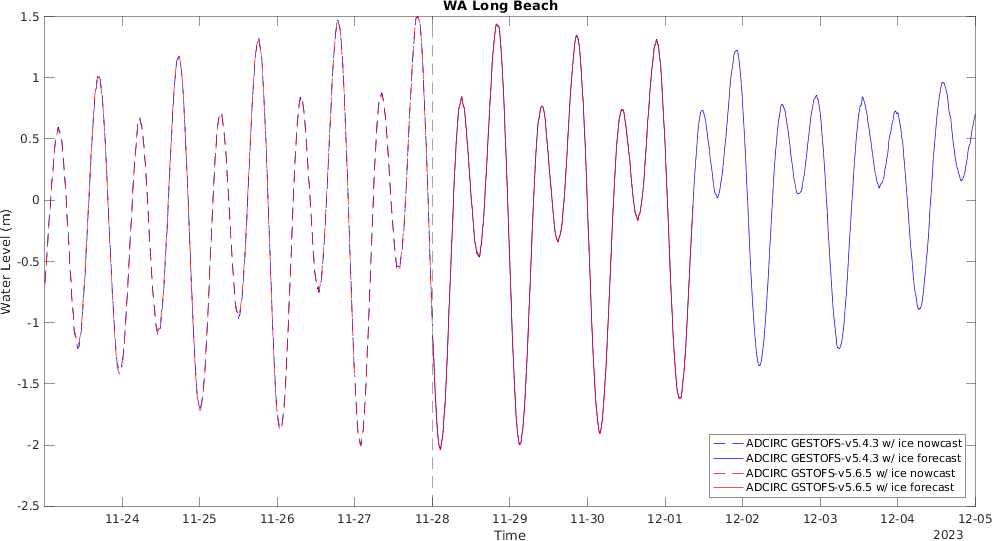 WA Long Beach
1.5
1
0.5
0
-0.5
-1
-1.5
-2
-2.5
Water Level (m)
11-24 11-25 11-26 11-27 11-28 11-29 11-30 12-01 12-02 12-03 12-04 12-05
Time
2023
ADCIRC GESTOFS-v5.4.3 w/ ice nowcast
ADCIRC GESTOFS-v5.4.3 w/ ice forecast
ADCIRC GSTOFS-v5.6.5 w/ ice nowcast
ADCIRC GSTOFS-v5.6.5 w/ ice forecast